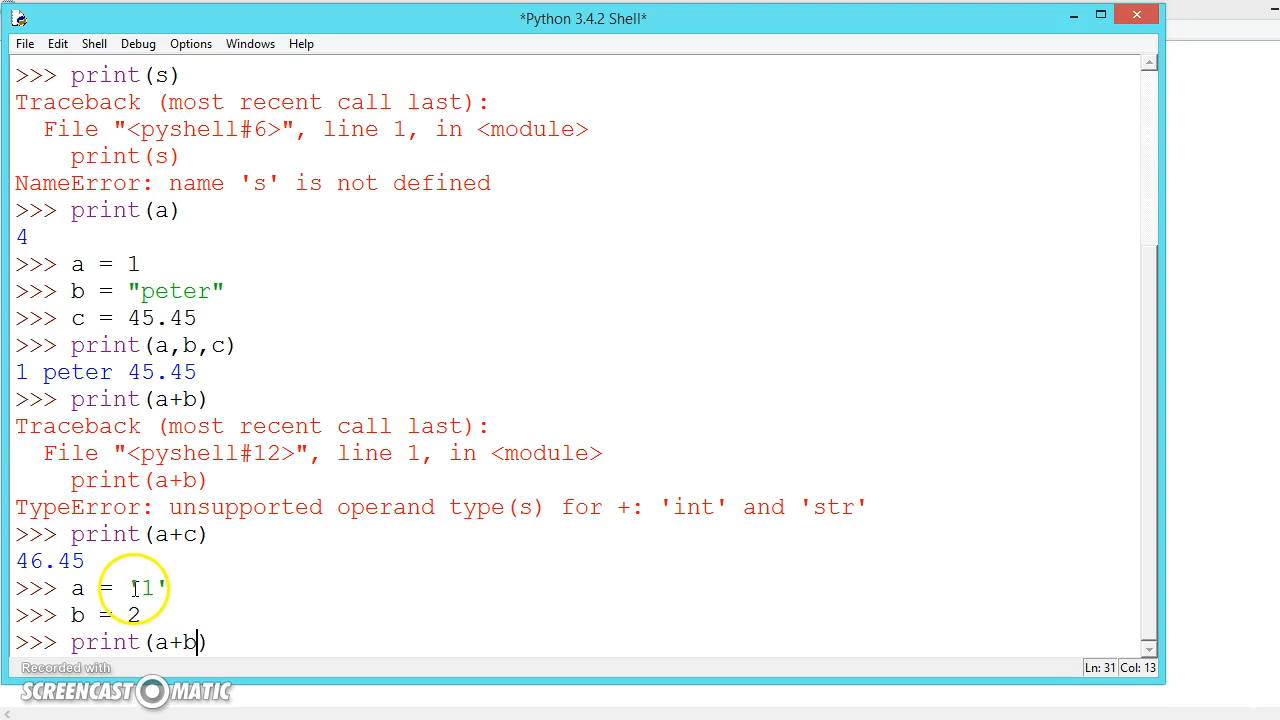 *Python 3.4.2 Shell*
File Edit Shell Debug Options Windows Help
>>> print(s)
Traceback (most recent call last):
  File "<pyshell#6>", line 1, in <module>
    print(s)
NameError: name 's' is not defined
>>> print(a)
4
>>> a = 1
>>> b = "peter"
>>> c = 45.45
>>> print(a,b,c)
1 peter 45.45
>>> print(a+b)
Traceback (most recent call last):
  File "<pyshell#12>", line 1, in <module>
    print(a+b)
TypeError: unsupported operand type(s) for +: 'int' and 'str'
>>> print(a+c)
46.45
>>> a = '1'
>>> b = 2
>>> print(a+b)
Ln: 31 Col: 13
Recorded with
SCREENCAST O MATIC